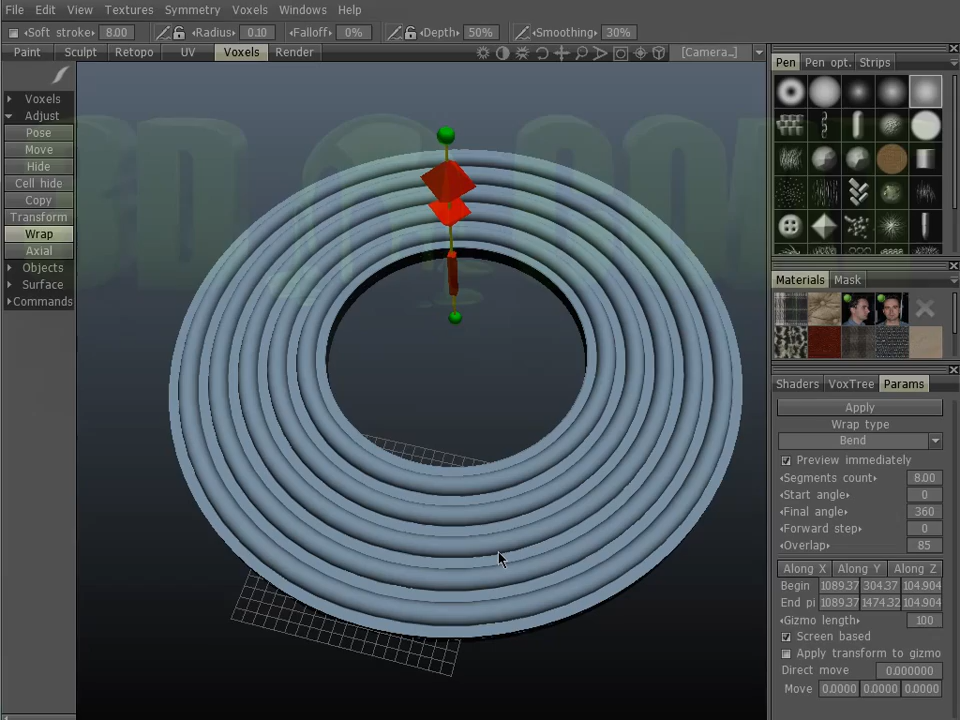 File Edit View Textures Symmetry Voxels Windows Help
Soft stroke 8.00 Radius 0.10 Falloff 0% Depth 50% Smoothing 30%
Paint Sculpt Retopo UV Voxels Render [Camera...]
Voxels
Adjust
Pose
Move
Hide
Cell hide
Copy
Transform
Wrap
Axial
Objects
Surface
Commands
Pen Pen opt. Strips
Materials Mask
Shaders VoxTree Params
Apply
Wrap type
Bend
Preview immediately
Segments count 8.00
Start angle 0
Final angle 360
Forward step 0
Overlap 85
Along X Along Y Along Z
Begin 1089.37 304.37 104.904
End pi 1089.37 1474.32 104.904
Gizmo length 100
Screen based
Apply transform to gizmo
Direct move 0.000000
Move 0.0000 0.0000 0.0000